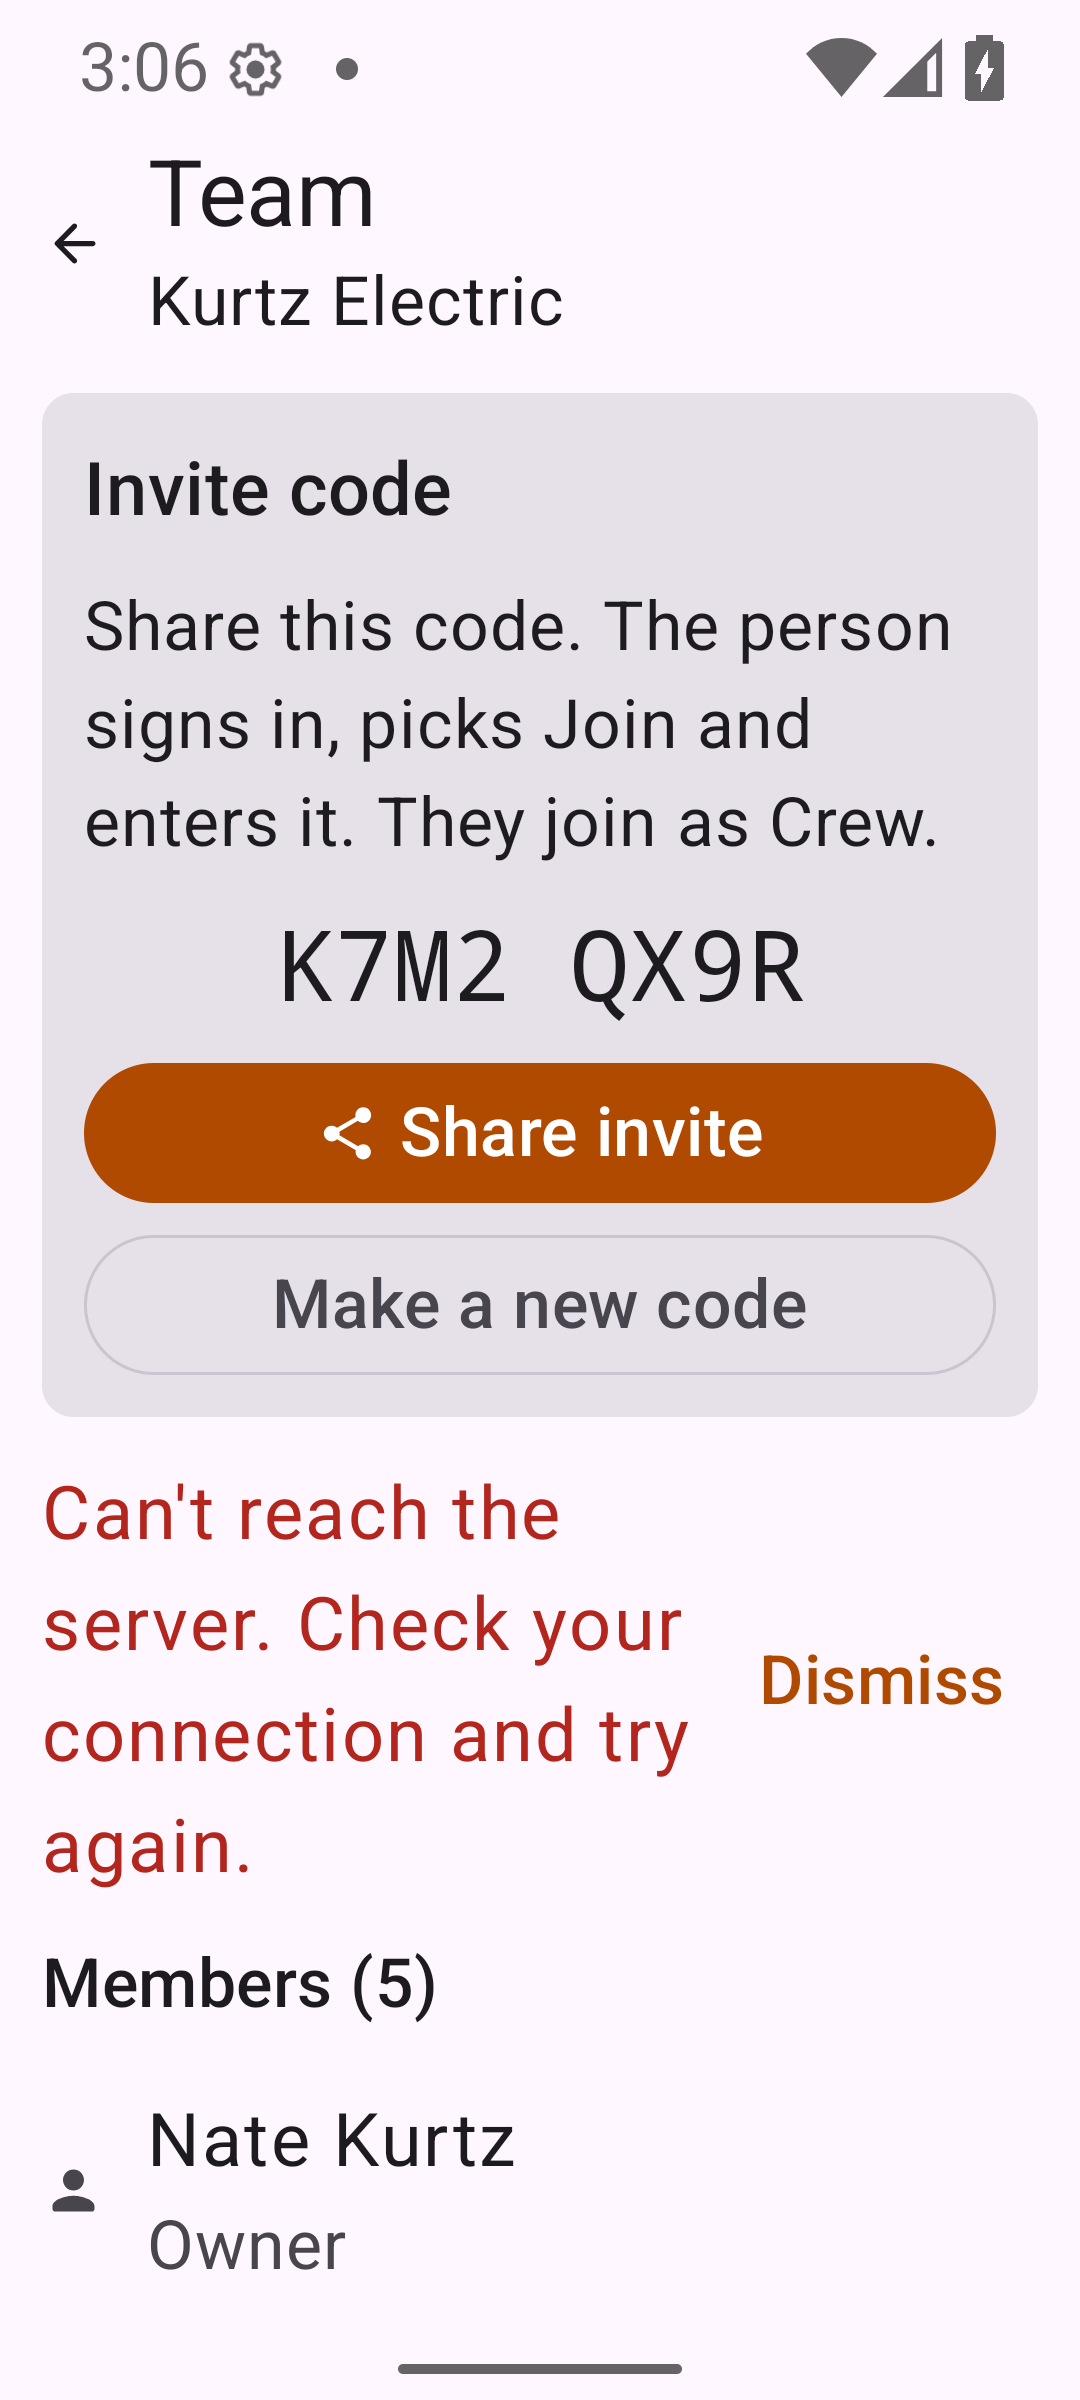 3:06
Team
Kurtz Electric
Invite code
Share this code. The person
signs in, picks Join and
enters it. They join as Crew.
K7M2 QX9R
Share invite
Make a new code
Can't reach the
server. Check your
connection and try
again.
Dismiss
Members (5)
Nate Kurtz
Owner